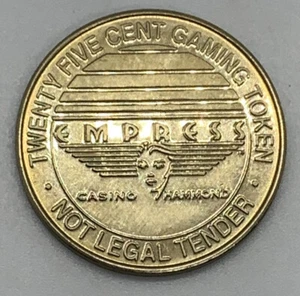 TWENTY FIVE CENT GAMING TOKEN
EMPRESS
CASINO HAMMOND
• NOT LEGAL TENDER •